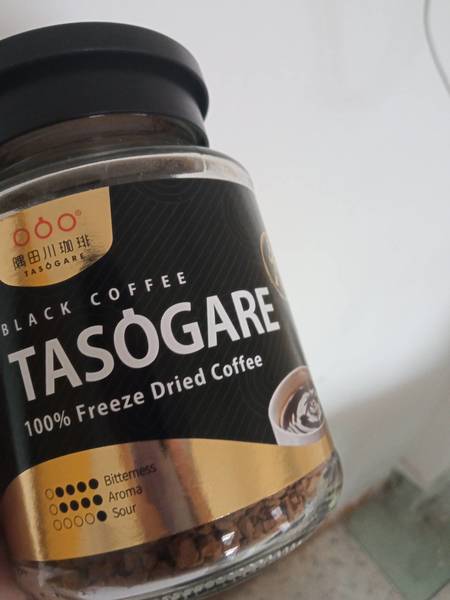 隅田川珈琲
TASOGARE
BLACK COFFEE
TASOGARE
100% Freeze Dried Coffee
Bitterness
Aroma
Sour